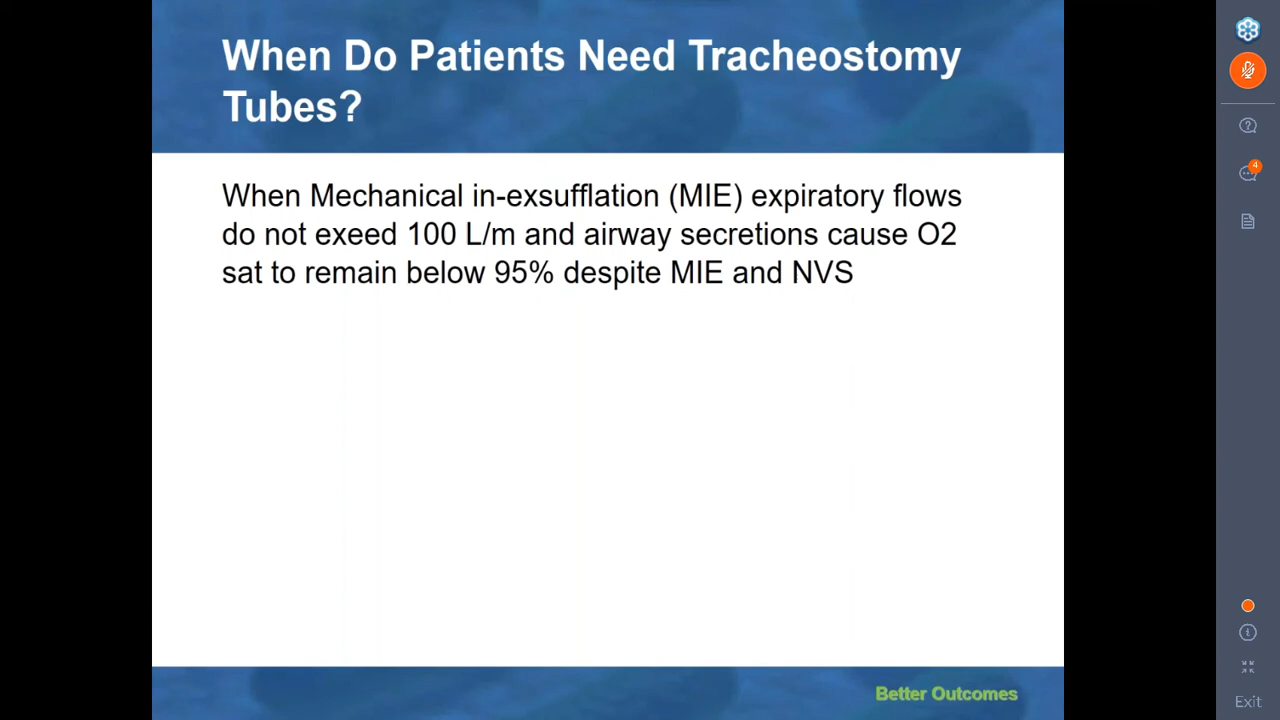 When Do Patients Need Tracheostomy
Tubes?
When Mechanical in-exsufflation (MIE) expiratory flows
do not exeed 100 L/m and airway secretions cause O2
sat to remain below 95% despite MIE and NVS
Better Outcomes
4
Exit